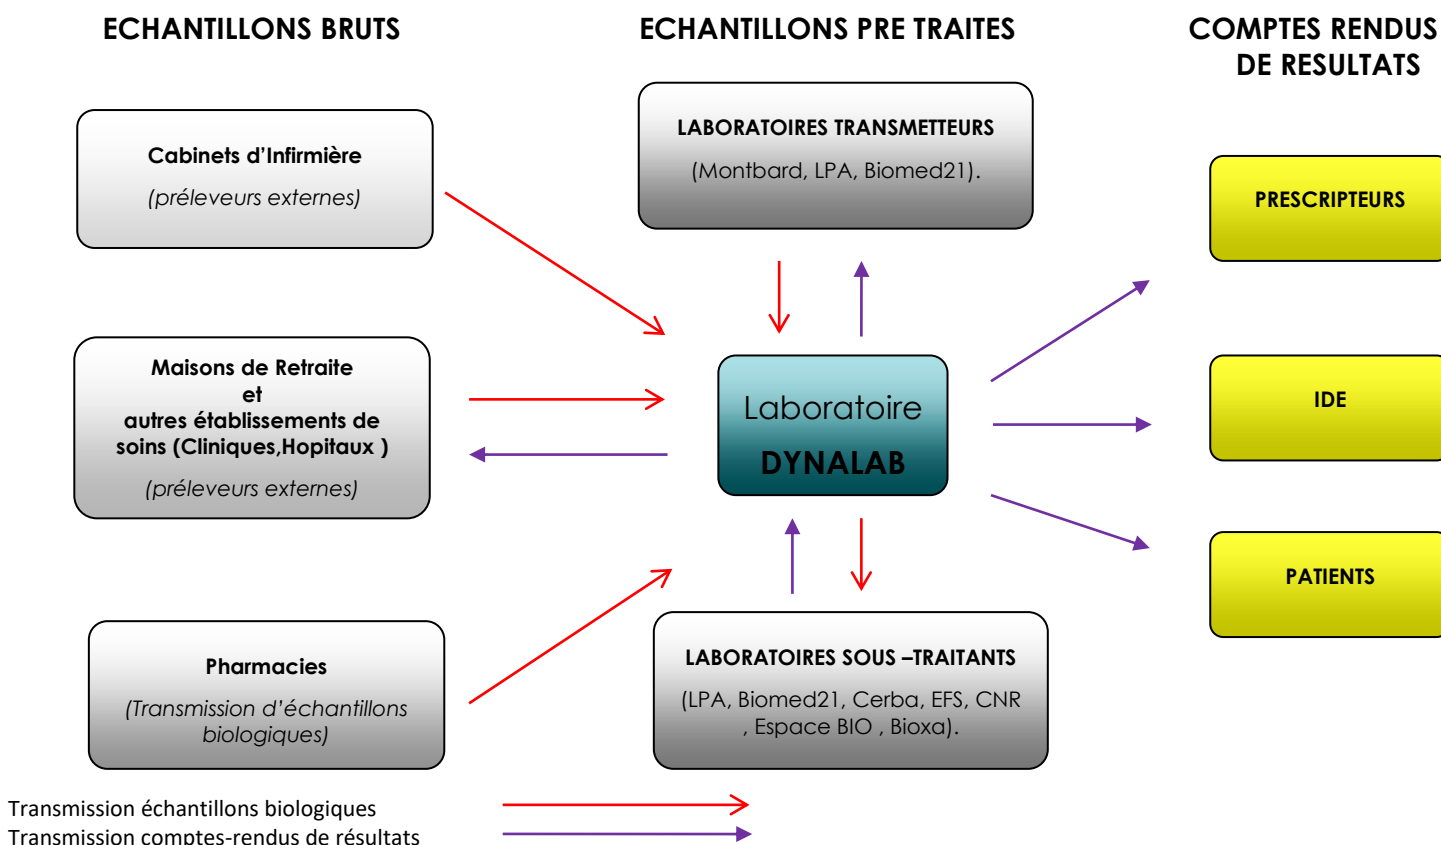 ECHANTILLONS BRUTS
ECHANTILLONS PRE TRAITES
COMPTES RENDUS
DE RESULTATS
Cabinets d’Infirmière
(préleveurs externes)
LABORATOIRES TRANSMETTEURS
(Montbard, LPA, Biomed21).
PRESCRIPTEURS
Maisons de Retraite
et
autres établissements de
soins (Cliniques,Hopitaux )
(préleveurs externes)
Laboratoire
DYNALAB
IDE
Pharmacies
(Transmission d’échantillons
biologiques)
LABORATOIRES SOUS –TRAITANTS
(LPA, Biomed21, Cerba, EFS, CNR
, Espace BIO , Bioxa).
PATIENTS
Transmission échantillons biologiques
Transmission comptes-rendus de résultats